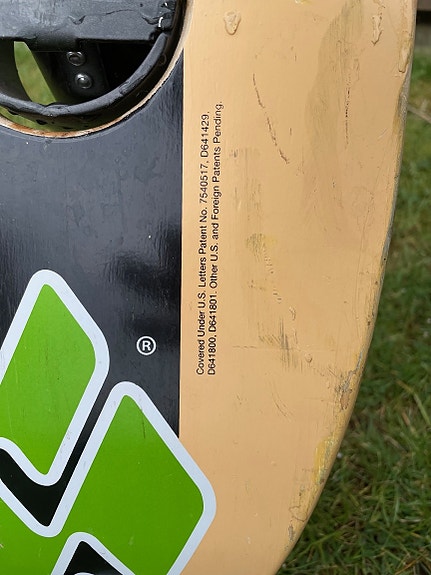 Covered Under U.S. Letters Patent No. 7540517, D641429,
D641800, D641801. Other U.S. and Foreign Patents Pending.
®